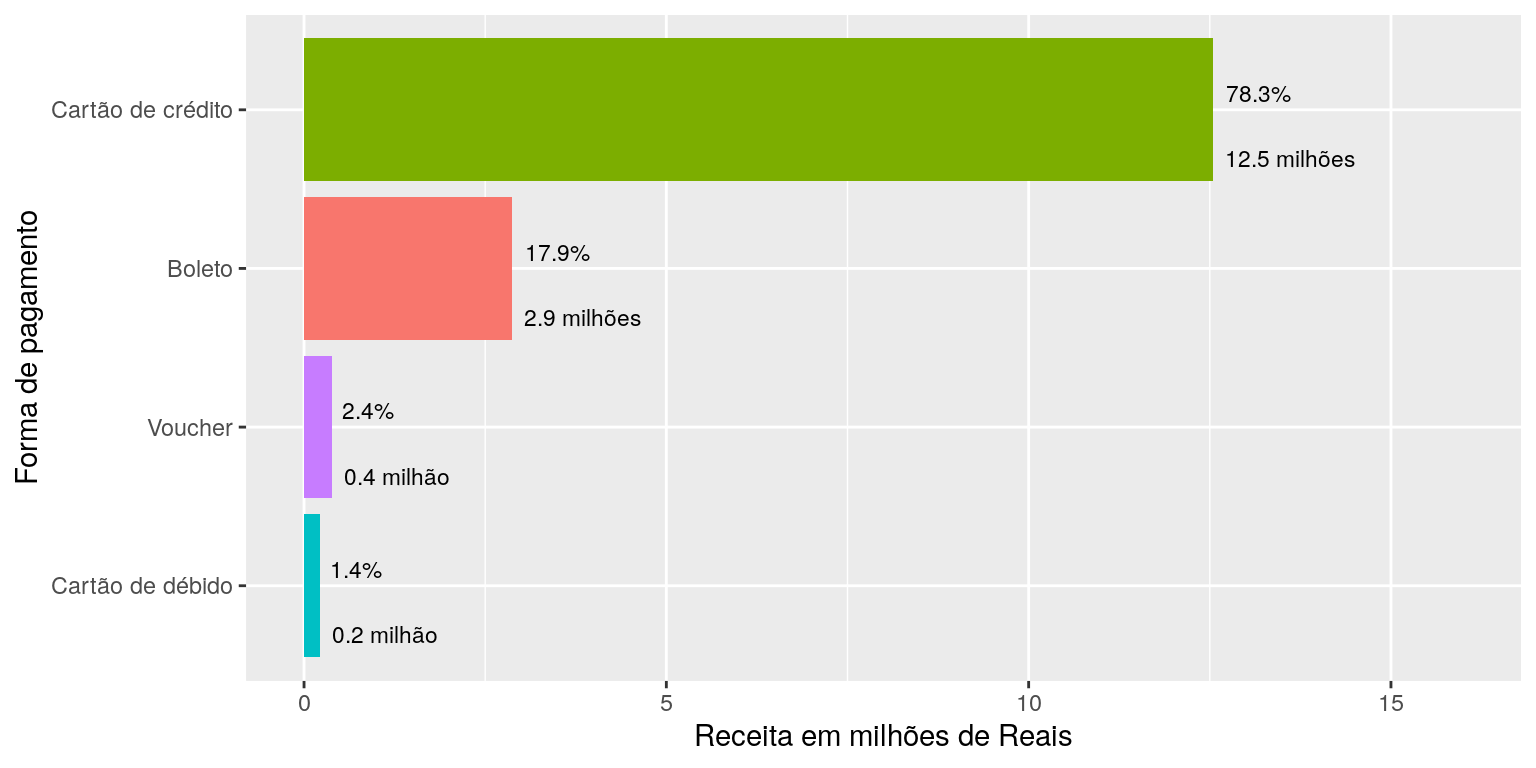 Forma de pagamento
Cartão de crédito
78.3%
12.5 milhões
Boleto
17.9%
2.9 milhões
Voucher
2.4%
0.4 milhão
Cartão de débido
1.4%
0.2 milhão
0
5
10
15
Receita em milhões de Reais